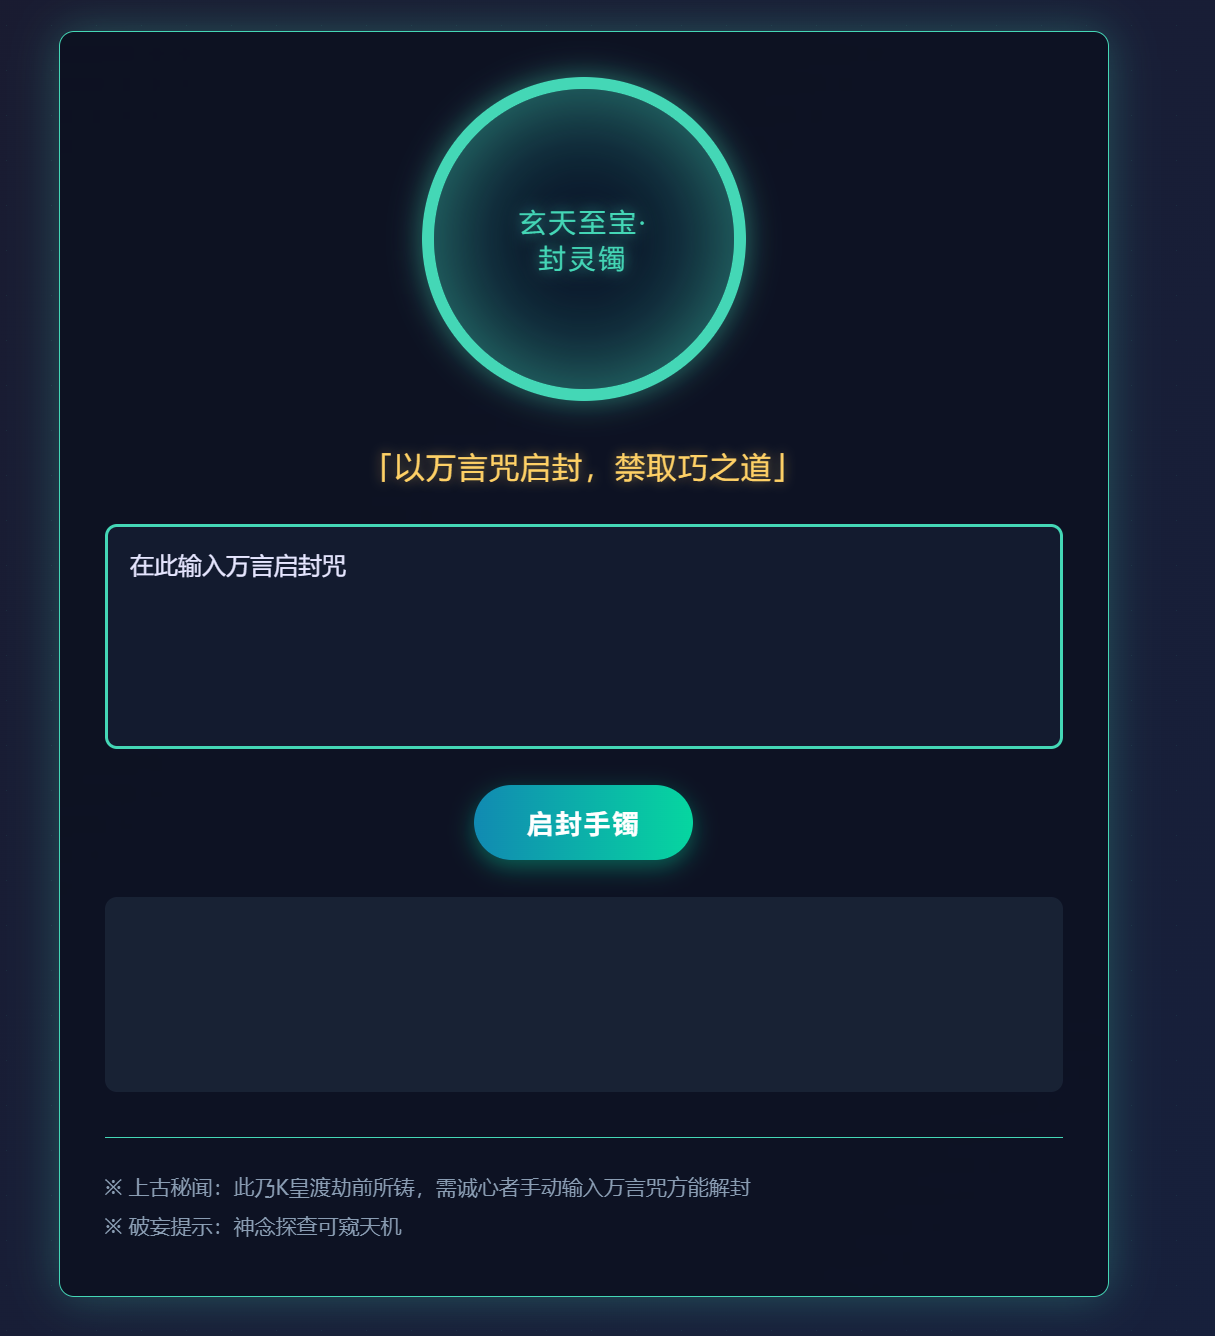 玄天至宝·
封灵镯
「以万言咒启封，禁取巧之道」
在此输入万言启封咒
启封手镯
※ 上古秘闻：此乃K皇渡劫前所铸，需诚心者手动输入万言咒方能解封
※ 破妄提示：神念探查可窥天机